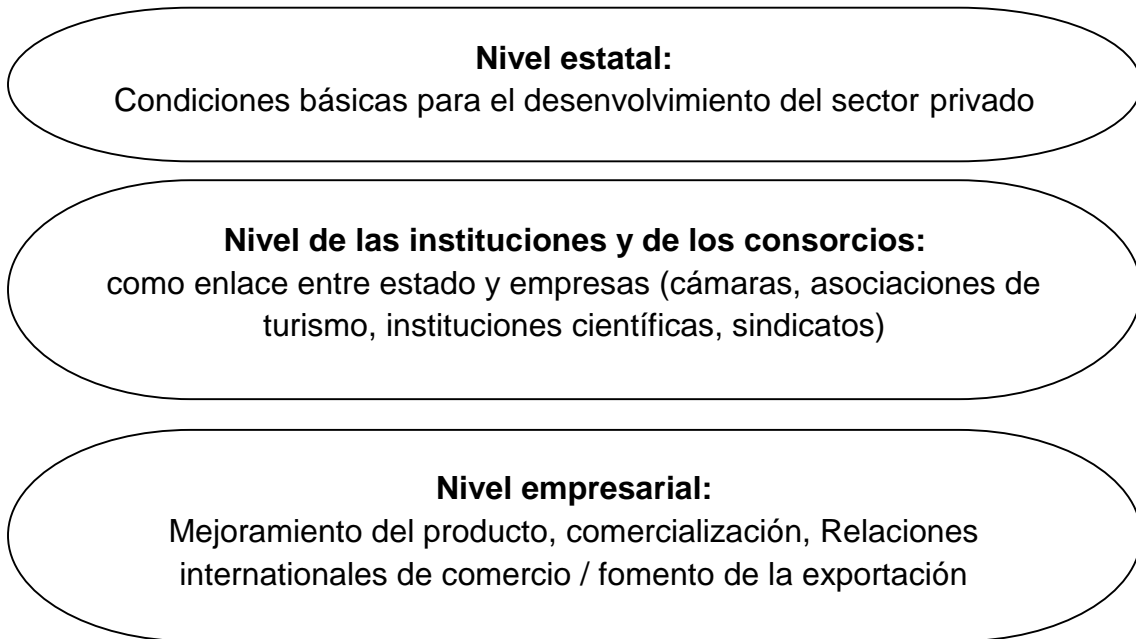 Nivel estatal:
Condiciones básicas para el desenvolvimiento del sector privado
Nivel de las instituciones y de los consorcios:
como enlace entre estado y empresas (cámaras, asociaciones de
turismo, instituciones científicas, sindicatos)
Nivel empresarial:
Mejoramiento del producto, comercialización, Relaciones
internationales de comercio / fomento de la exportación